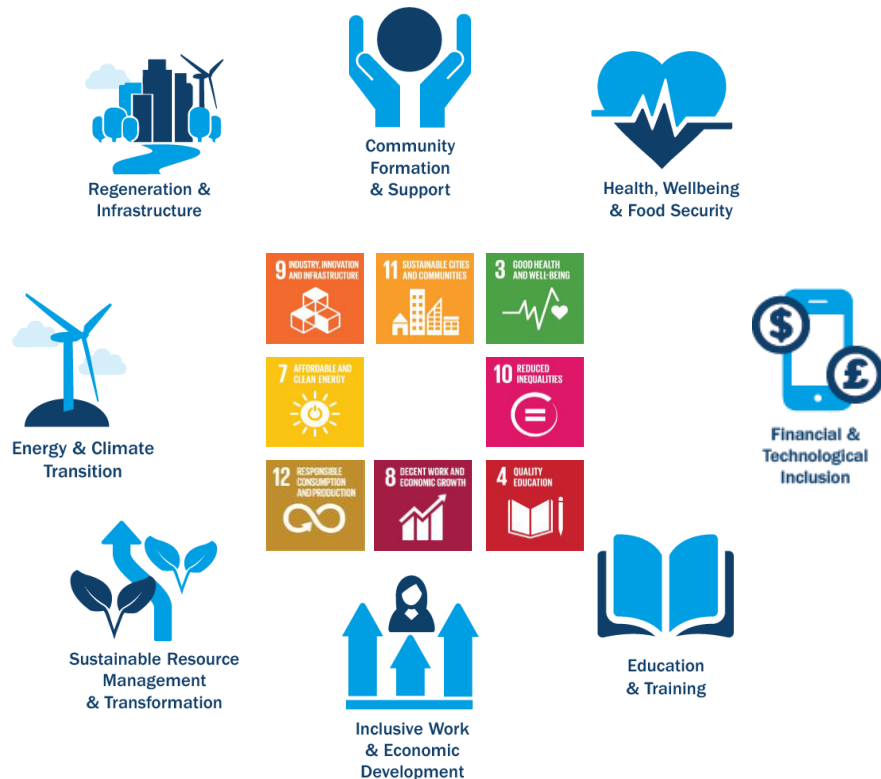 Community
Formation
& Support
Regeneration &
Infrastructure
Health, Wellbeing
& Food Security
9 INDUSTRY, INNOVATION
AND INFRASTRUCTURE
11 SUSTAINABLE CITIES
AND COMMUNITIES
3 GOOD HEALTH
AND WELL-BEING
$
£
7 AFFORDABLE AND
CLEAN ENERGY
10 REDUCED
INEQUALITIES
Energy & Climate
Transition
Financial &
Technological
Inclusion
12 RESPONSIBLE
CONSUMPTION
AND PRODUCTION
8 DECENT WORK AND
ECONOMIC GROWTH
4 QUALITY
EDUCATION
Sustainable Resource
Management
& Transformation
Education
& Training
Inclusive Work
& Economic
Development